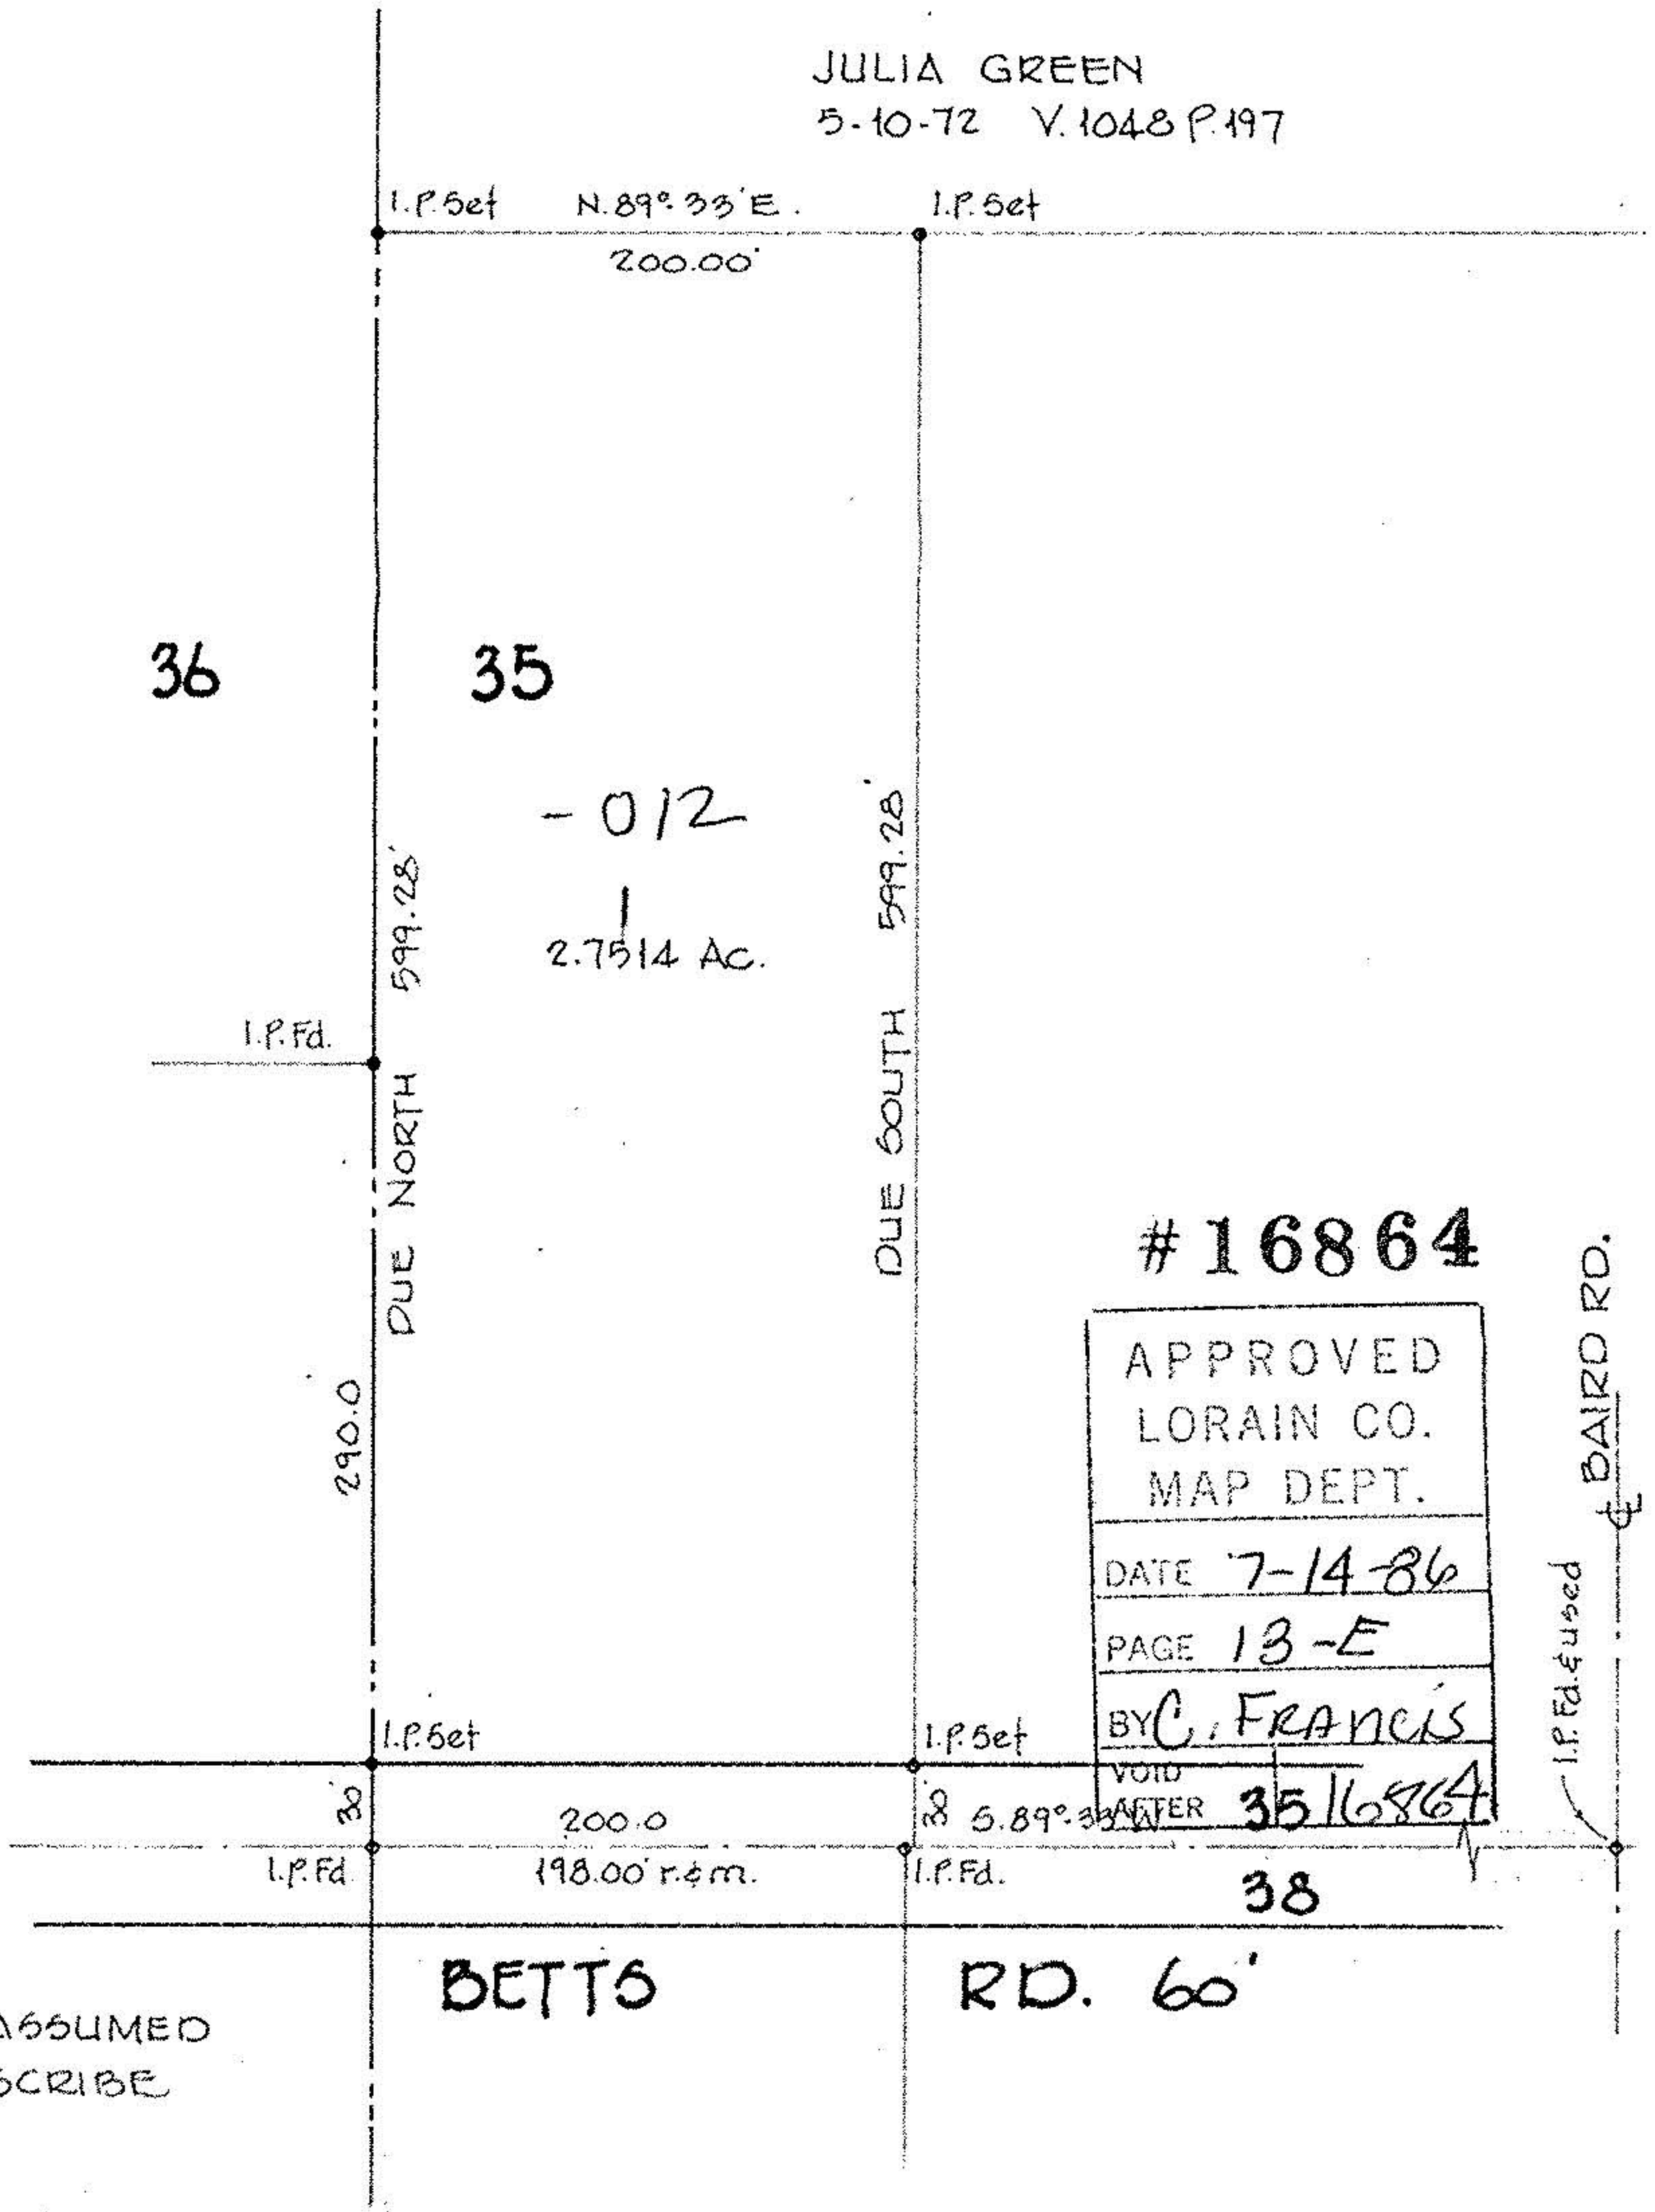 JULIA GREEN
5-10-72 V.1048 P.197
I.P. Set N.89°33'E. I.P. Set
200.00'
36 35
- 012
2.7514 AC.
DUE NORTH 599.28'
DUE SOUTH 599.28'
I.P. Fd.
290.0
#16864
APPROVED
LORAIN CO.
MAP DEPT.
DATE 7-14-86
PAGE 13-E
BY C. FRANCIS
VOID
AFTER 16864
℄ BAIRD RD.
I.P. Fd. & used
I.P. Set I.P. Set
30 200.0 30 S.89°33'W 35
I.P. Fd. 198.00' r.&m. I.P. Fd.
38
BETTS RD. 60'
ASSUMED
SCRIBE